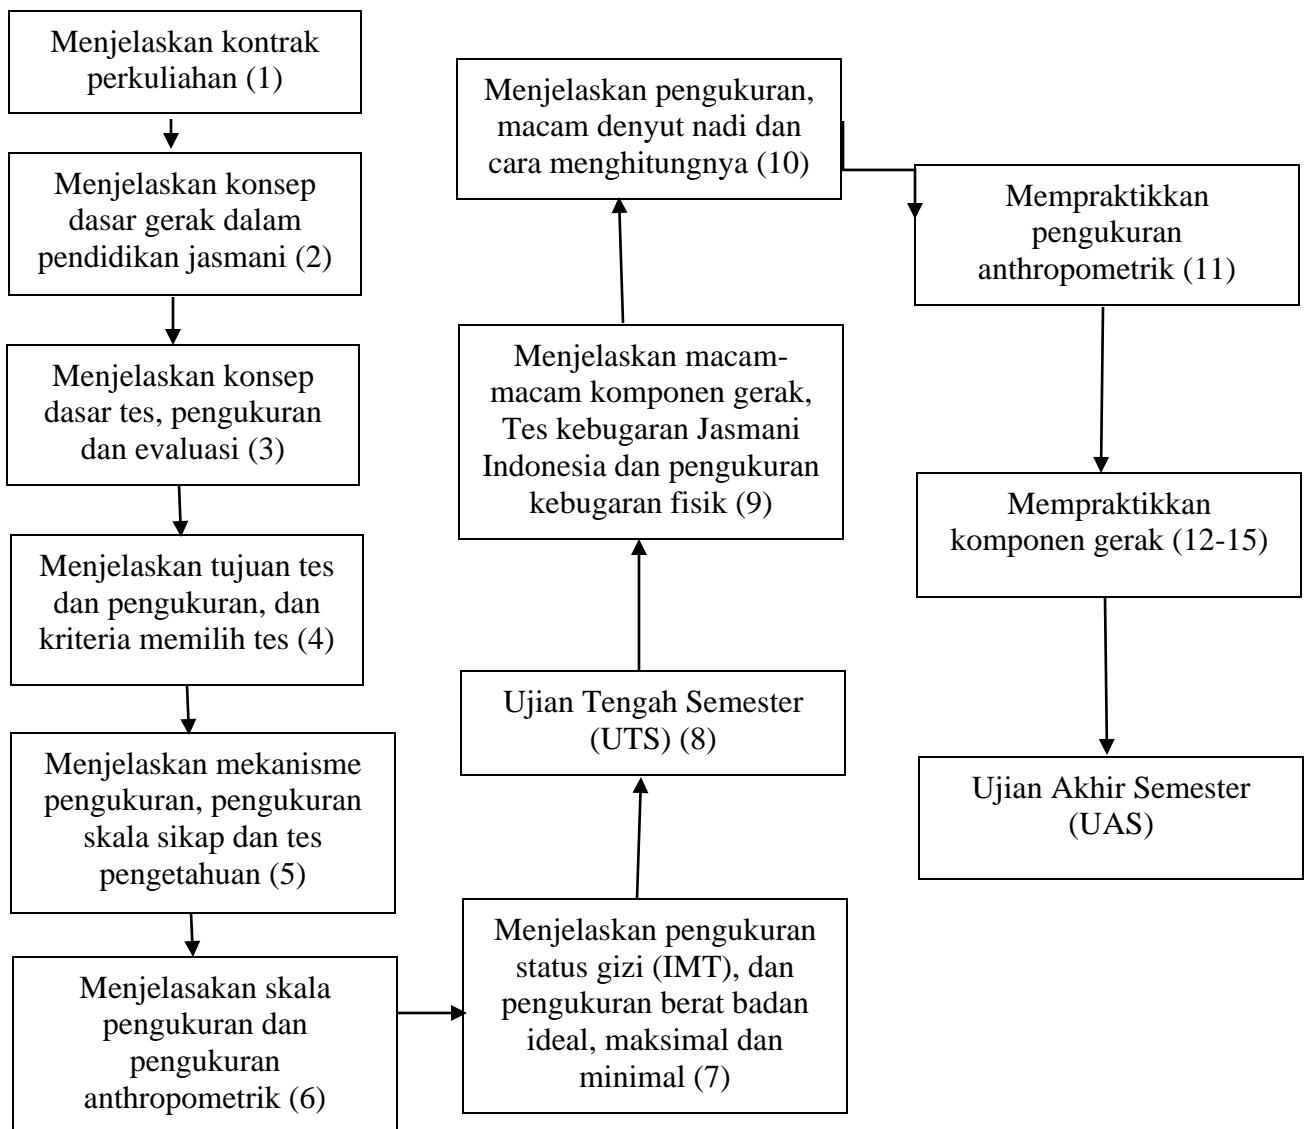 Menjelaskan kontrak
perkuliahan (1)
Menjelaskan konsep
dasar gerak dalam
pendidikan jasmani (2)
Menjelaskan konsep
dasar tes, pengukuran
dan evaluasi (3)
Menjelaskan tujuan tes
dan pengukuran, dan
kriteria memilih tes (4)
Menjelaskan mekanisme
pengukuran, pengukuran
skala sikap dan tes
pengetahuan (5)
Menjelasakan skala
pengukuran dan
pengukuran
anthropometrik (6)
Menjelaskan pengukuran
status gizi (IMT), dan
pengukuran berat badan
ideal, maksimal dan
minimal (7)
Ujian Tengah Semester
(UTS) (8)
Menjelaskan macam-
macam komponen gerak,
Tes kebugaran Jasmani
Indonesia dan pengukuran
kebugaran fisik (9)
Menjelaskan pengukuran,
macam denyut nadi dan
cara menghitungnya (10)
Mempraktikkan
pengukuran
anthropometrik (11)
Mempraktikkan
komponen gerak (12-15)
Ujian Akhir Semester
(UAS)